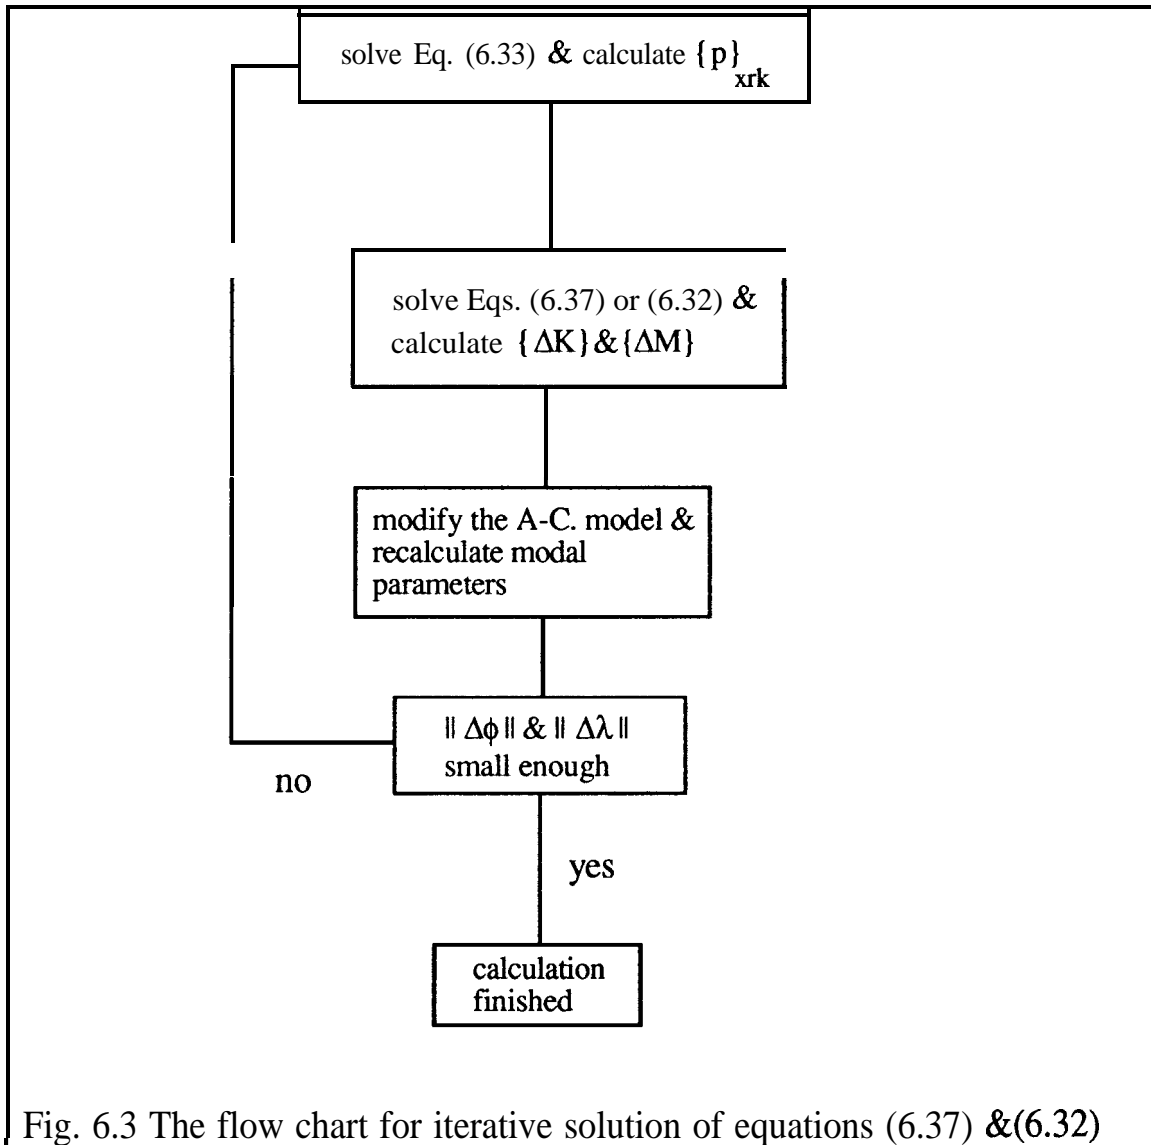 solve Eq. (6.33) & calculate {p}xrk
solve Eqs. (6.37) or (6.32) &
calculate {ΔK}&{ΔM}
modify the A-C. model &
recalculate modal
parameters
‖ Δϕ ‖ & ‖ Δλ ‖
small enough
no
yes
calculation
finished
Fig. 6.3 The flow chart for iterative solution of equations (6.37) &(6.32)